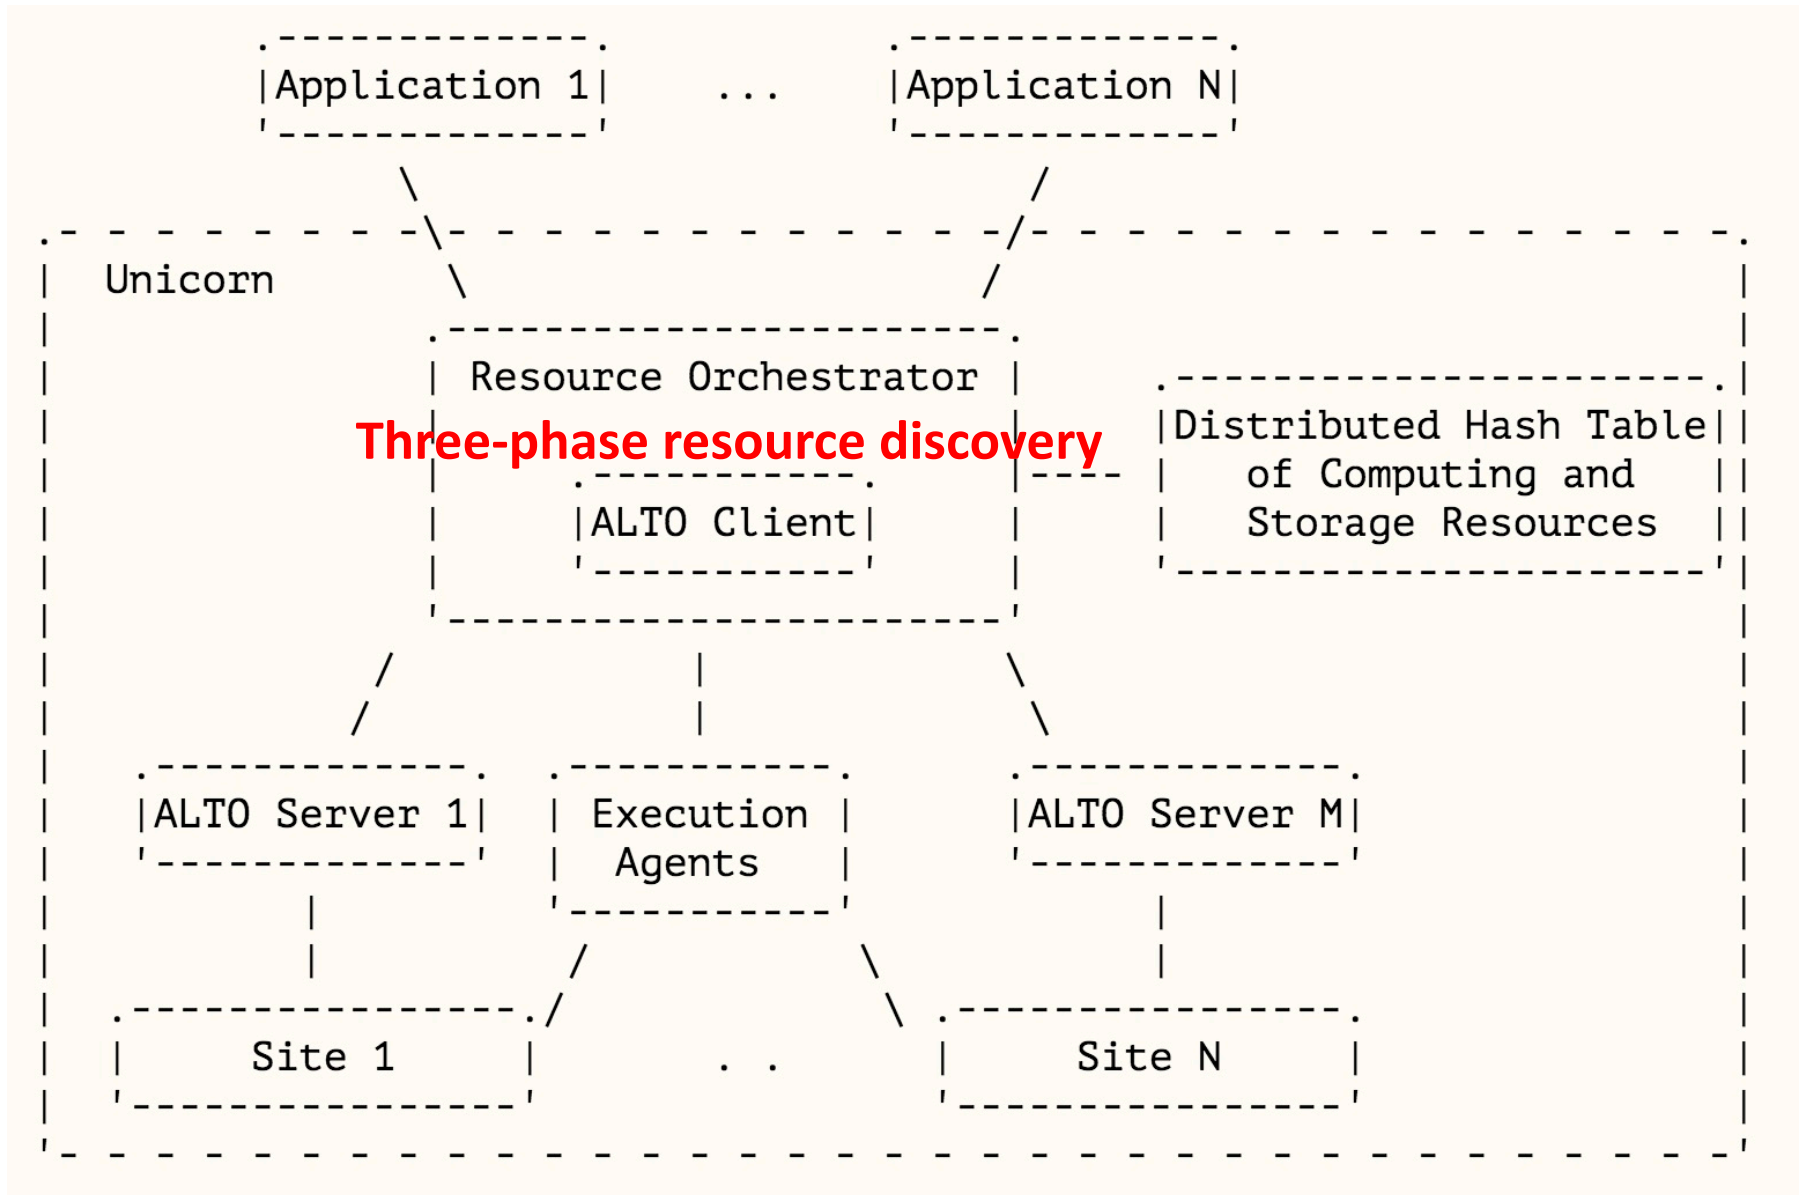 Application 1 ... Application N
Unicorn
Resource Orchestrator
Three-phase resource discovery
Distributed Hash Table
of Computing and
Storage Resources
ALTO Client
ALTO Server 1
Execution
Agents
ALTO Server M
Site 1 . . Site N